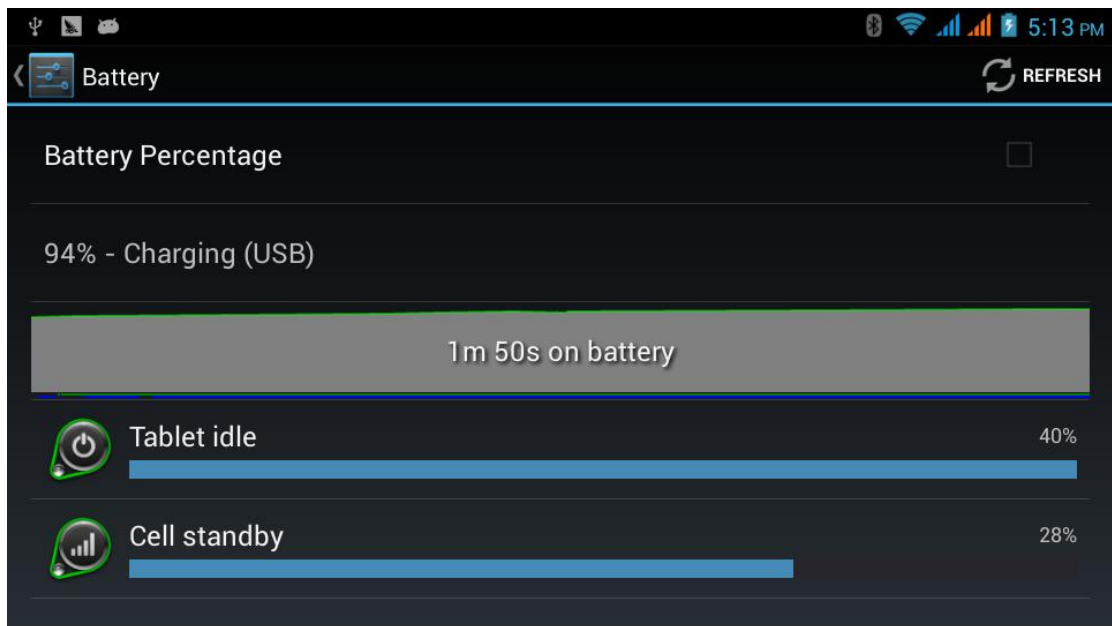 5:13 PM
Battery
REFRESH
Battery Percentage
94% - Charging (USB)
1m 50s on battery
Tablet idle
40%
Cell standby
28%